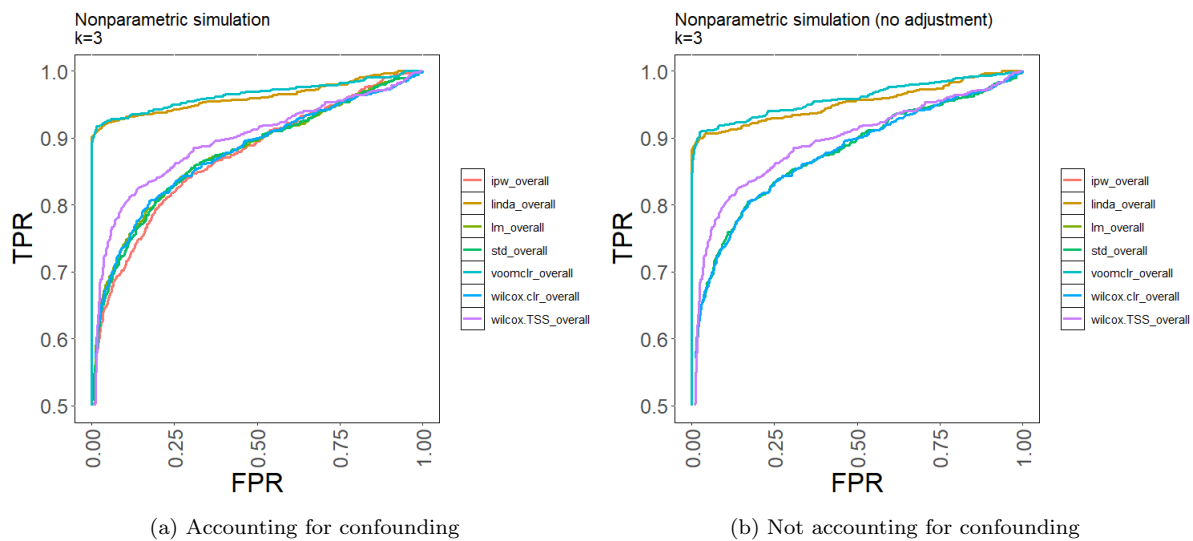 Nonparametric simulation
k=3
1.0
0.9
0.8
0.7
0.6
0.5
TPR
0.00
0.25
0.50
0.75
1.00
FPR
ipw_overall
linda_overall
lm_overall
std_overall
voomclr_overall
wilcox.clr_overall
wilcox.TSS_overall
(a) Accounting for confounding
Nonparametric simulation (no adjustment)
k=3
1.0
0.9
0.8
0.7
0.6
0.5
TPR
0.00
0.25
0.50
0.75
1.00
FPR
ipw_overall
linda_overall
lm_overall
std_overall
voomclr_overall
wilcox.clr_overall
wilcox.TSS_overall
(b) Not accounting for confounding